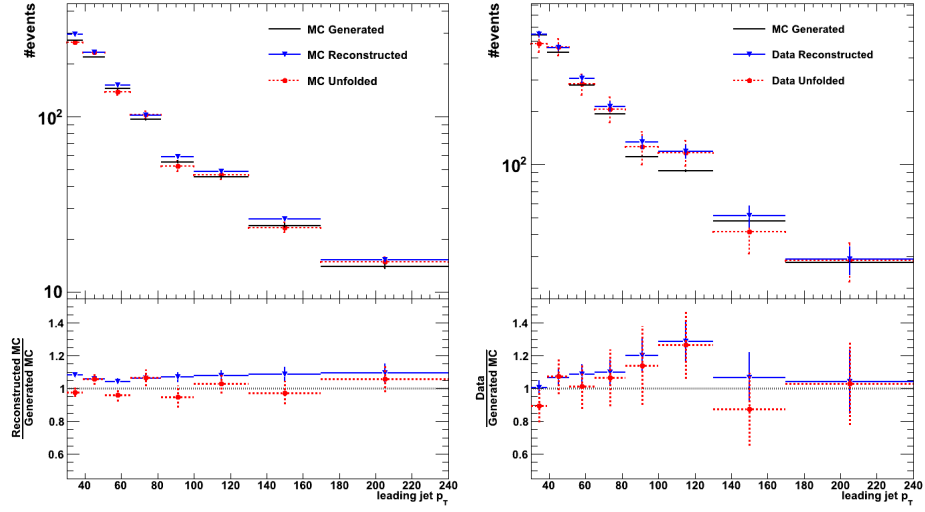 #events
MC Generated
MC Reconstructed
MC Unfolded
10²
10
Reconstructed MC
Generated MC
1.4
1.2
1
0.8
0.6
40 60 80 100 120 140 160 180 200 220 240
leading jet p_T
#events
MC Generated
Data Reconstructed
Data Unfolded
10²
Data
Generated MC
1.4
1.2
1
0.8
0.6
40 60 80 100 120 140 160 180 200 220 240
leading jet p_T